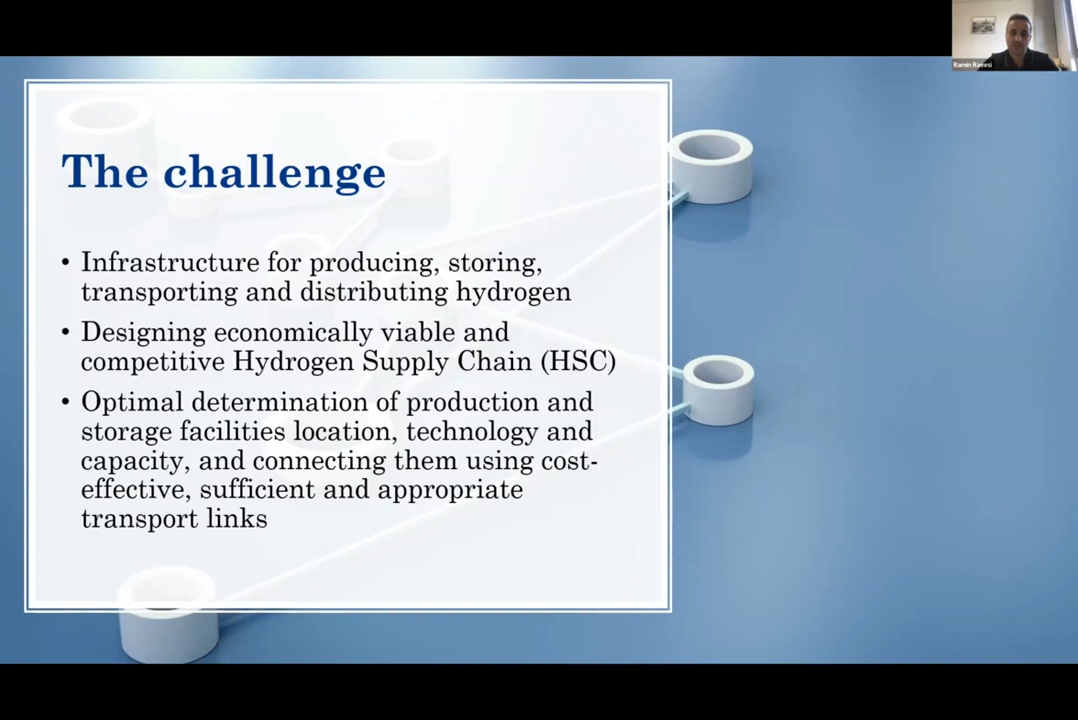 Ramin Raeesi
The challenge
• Infrastructure for producing, storing,
transporting and distributing hydrogen
• Designing economically viable and
competitive Hydrogen Supply Chain (HSC)
• Optimal determination of production and
storage facilities location, technology and
capacity, and connecting them using cost-
effective, sufficient and appropriate
transport links